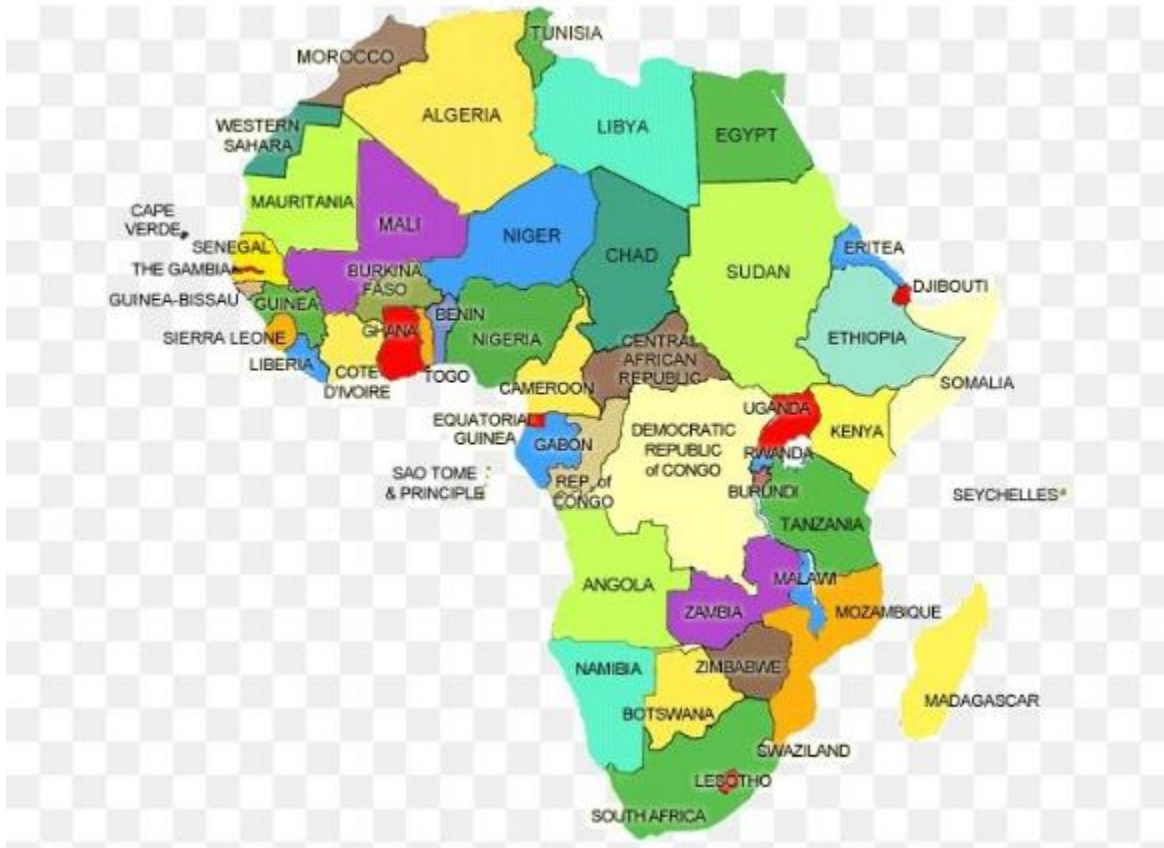 TUNISIA
MOROCCO
ALGERIA
LIBYA
EGYPT
WESTERN
SAHARA
MAURITANIA
MALI
NIGER
CHAD
SUDAN
ERITEA
CAPE
VERDE
SENEGAL
THE GAMBIA
GUINEA-BISSAU
GUINEA
BURKINA
FASO
BENIN
NIGERIA
DJIBOUTI
ETHIOPIA
SOMALIA
SIERRA LEONE
LIBERIA
COTE
D'IVOIRE
GHANA
TOGO
CAMEROON
CENTRAL
AFRICAN
REPUBLIC
EQUATORIAL
GUINEA
GABON
REP. of
CONGO
DEMOCRATIC
REPUBLIC
of CONGO
UGANDA
KENYA
RWANDA
BURUNDI
SAO TOME
& PRINCIPLE
SEYCHELLES
TANZANIA
ANGOLA
ZAMBIA
MALAWI
MOZAMBIQUE
NAMIBIA
ZIMBABWE
BOTSWANA
MADAGASCAR
SWAZILAND
LESOTHO
SOUTH AFRICA